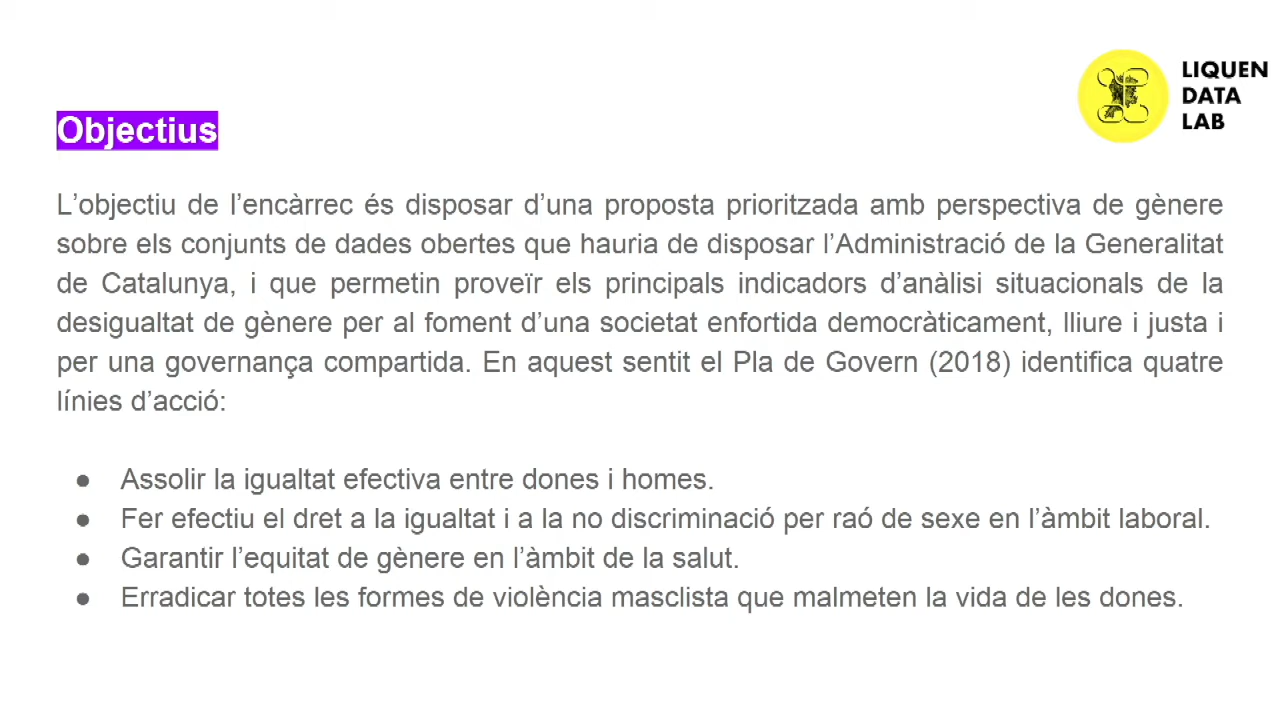 LIQUEN
DATA
LAB
Objectius
L’objectiu de l’encàrrec és disposar d’una proposta prioritzada amb perspectiva de gènere
sobre els conjunts de dades obertes que hauria de disposar l’Administració de la Generalitat
de Catalunya, i que permetin proveïr els principals indicadors d’anàlisi situacionals de la
desigualtat de gènere per al foment d’una societat enfortida democràticament, lliure i justa i
per una governança compartida. En aquest sentit el Pla de Govern (2018) identifica quatre
línies d’acció:
● Assolir la igualtat efectiva entre dones i homes.
● Fer efectiu el dret a la igualtat i a la no discriminació per raó de sexe en l’àmbit laboral.
● Garantir l’equitat de gènere en l’àmbit de la salut.
● Erradicar totes les formes de violència masclista que malmeten la vida de les dones.